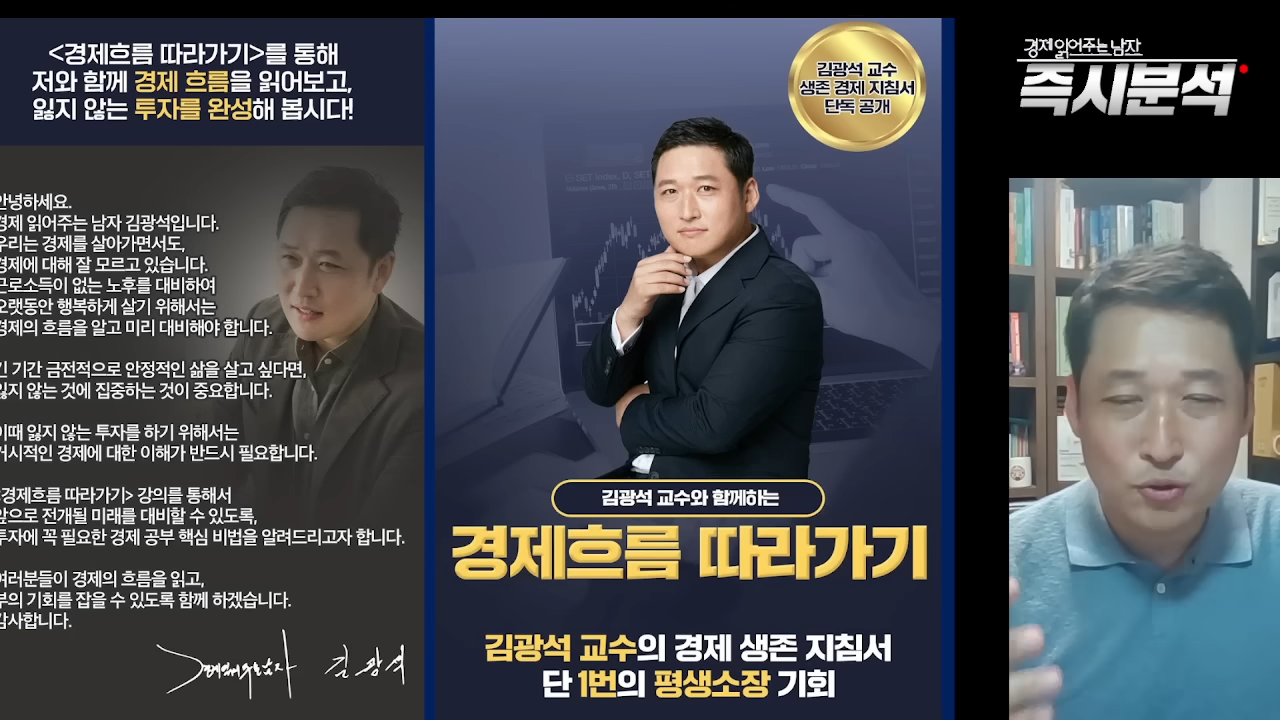 <경제흐름 따라가기>를 통해
저와 함께 경제 흐름을 읽어보고,
잃지 않는 투자를 완성해 봅시다!
안녕하세요.
경제 읽어주는 남자 김광석입니다.
우리는 경제를 살아가면서도,
경제에 대해 잘 모르고 있습니다.
근로소득이 없는 노후를 대비하여
오랫동안 행복하게 살기 위해서는
경제의 흐름을 알고 미리 대비해야 합니다.
긴 기간 금전적으로 안정적인 삶을 살고 싶다면,
잃지 않는 것에 집중하는 것이 중요합니다.
이때 잃지 않는 투자를 하기 위해서는
거시적인 경제에 대한 이해가 반드시 필요합니다.
<경제흐름 따라가기> 강의를 통해서
앞으로 전개될 미래를 대비할 수 있도록,
투자에 꼭 필요한 경제 공부 핵심 비법을 알려드리고자 합니다.
여러분들이 경제의 흐름을 읽고,
부의 기회를 잡을 수 있도록 함께 하겠습니다.
감사합니다.
경제읽어주는남자 김광석
김광석 교수
생존 경제 지침서
단독 공개
김광석 교수와 함께하는
경제흐름 따라가기
김광석 교수의 경제 생존 지침서
단 1번의 평생소장 기회
경제 읽어주는 남자
즉시분석